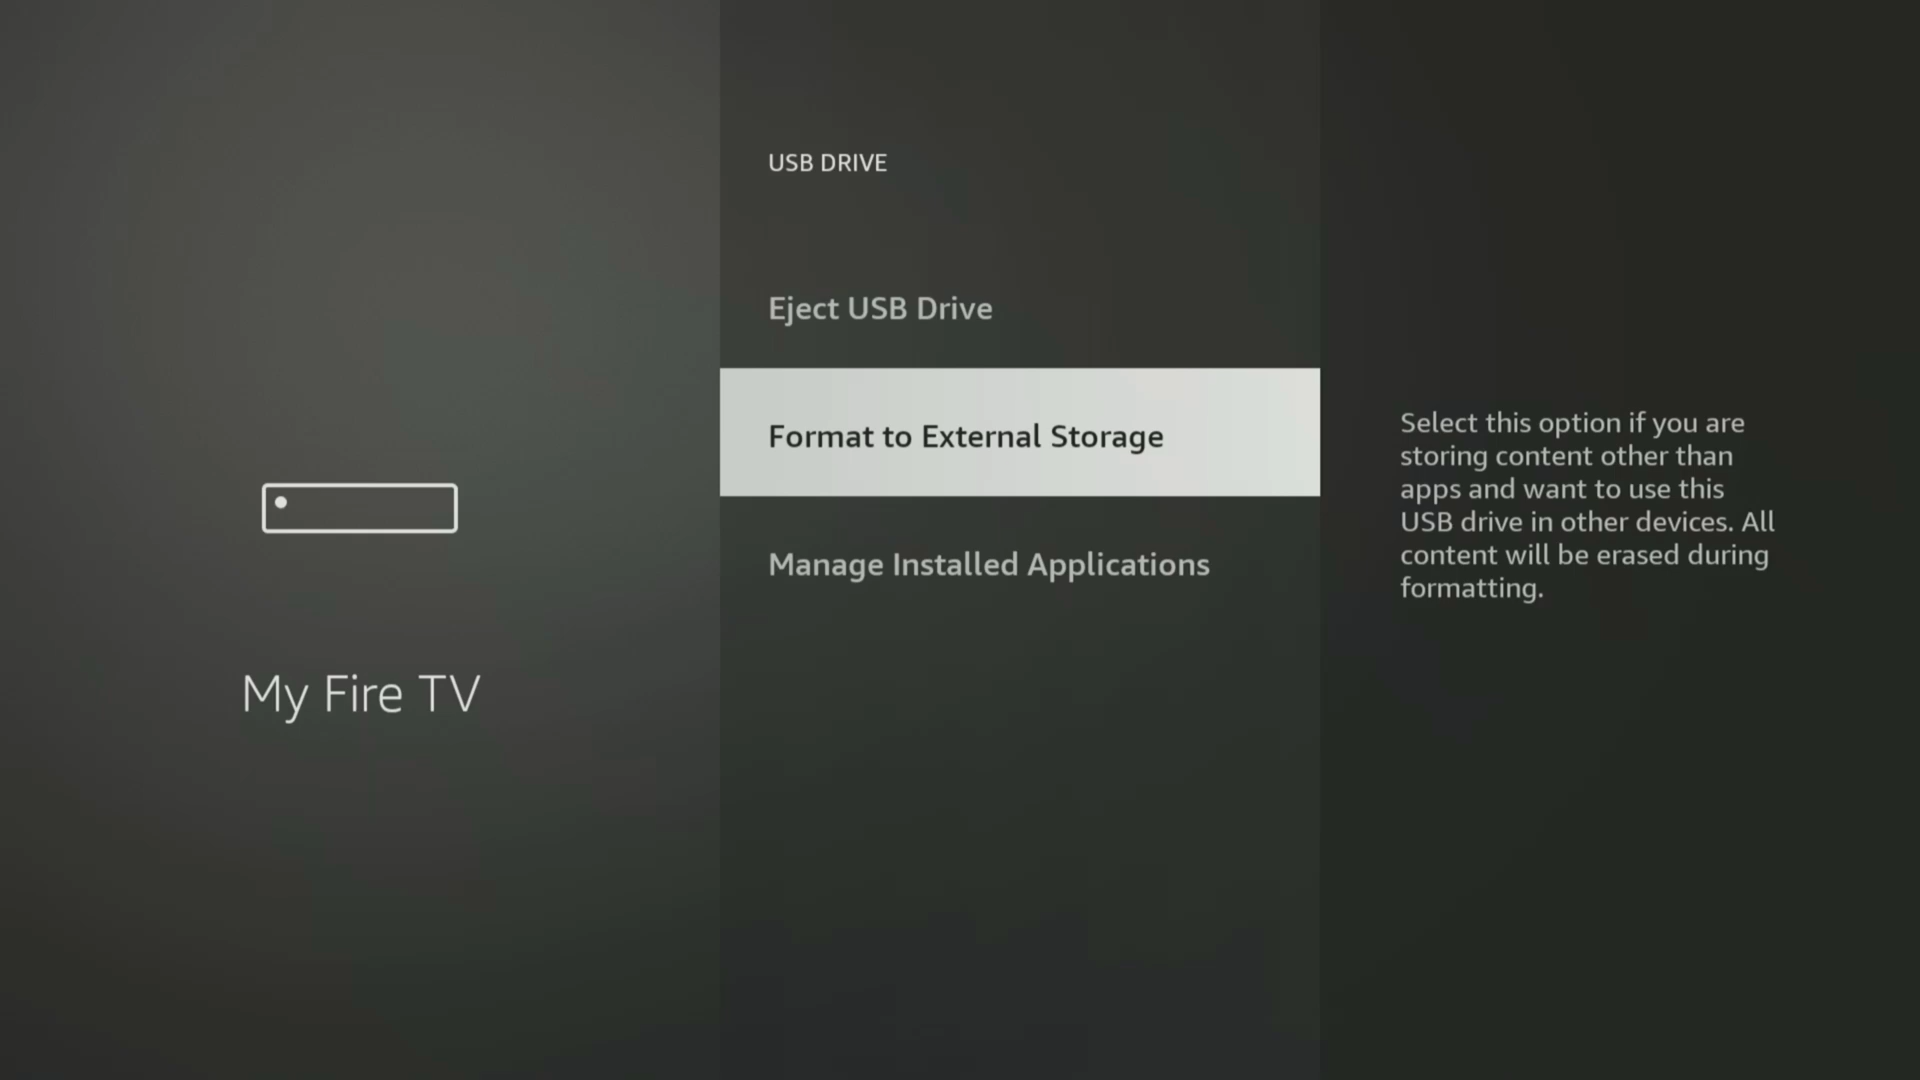 USB DRIVE
Eject USB Drive
Format to External Storage
Manage Installed Applications
My Fire TV
Select this option if you are
storing content other than
apps and want to use this
USB drive in other devices. All
content will be erased during
formatting.